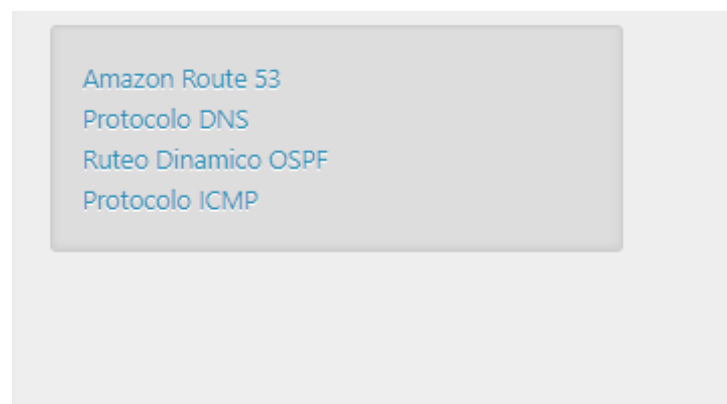 Amazon Route 53
Protocolo DNS
Ruteo Dinamico OSPF
Protocolo ICMP